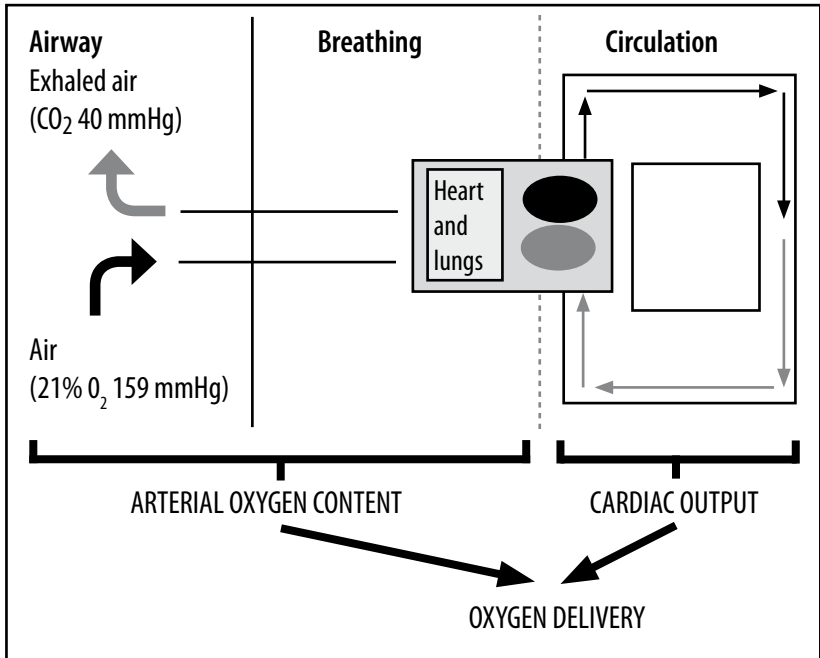 Airway
Exhaled air
(CO2 40 mmHg)
Air
(21% 02 159 mmHg)
Breathing
Heart
and
lungs
Circulation
ARTERIAL OXYGEN CONTENT
CARDIAC OUTPUT
OXYGEN DELIVERY